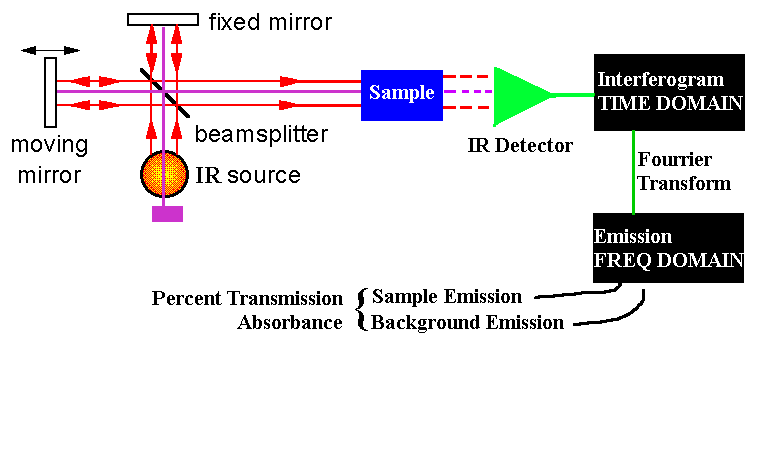 fixed mirror
moving
mirror
beamsplitter
IR source
Sample
IR Detector
Interferogram
TIME DOMAIN
Fourrier
Transform
Emission
FREQ DOMAIN
Percent Transmission
Absorbance
{
Sample Emission
Background Emission